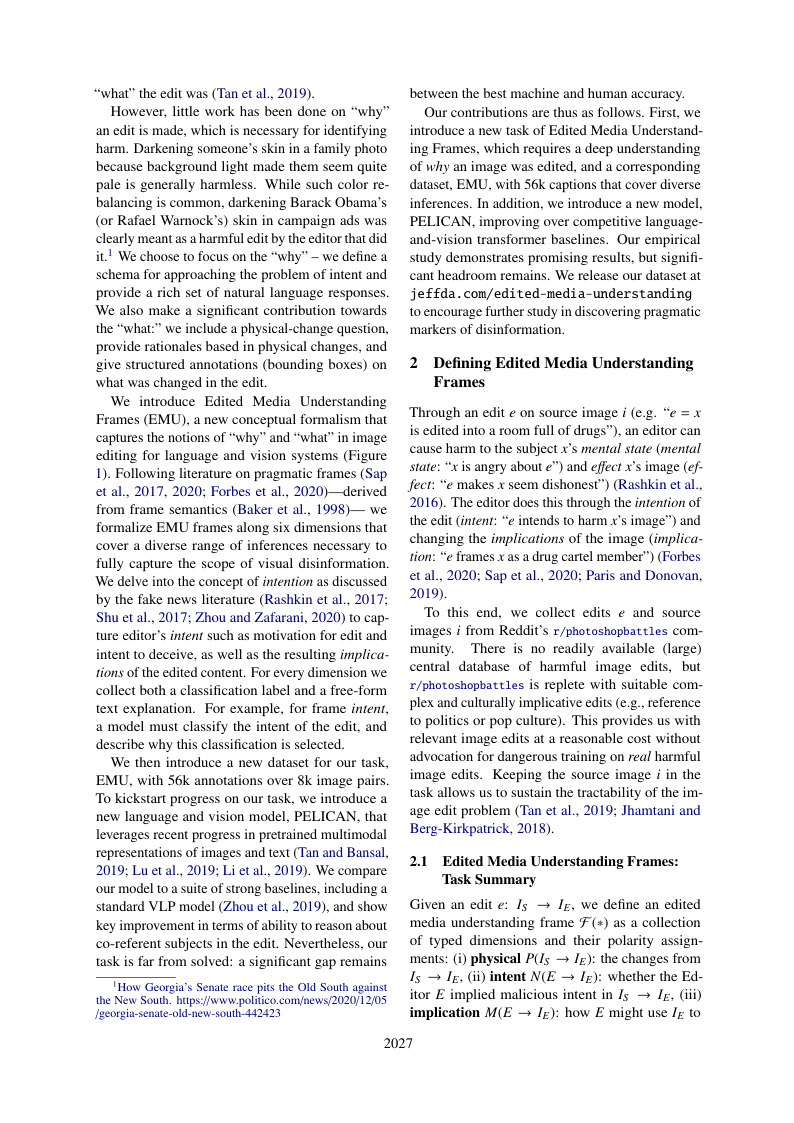 “what” the edit was (Tan et al., 2019).
However, little work has been done on “why”
an edit is made, which is necessary for identifying
harm. Darkening someone’s skin in a family photo
because background light made them seem quite
pale is generally harmless. While such color re-
balancing is common, darkening Barack Obama’s
(or Rafael Warnock’s) skin in campaign ads was
clearly meant as a harmful edit by the editor that did
it.1 We choose to focus on the “why” – we define a
schema for approaching the problem of intent and
provide a rich set of natural language responses.
We also make a significant contribution towards
the “what:” we include a physical-change question,
provide rationales based in physical changes, and
give structured annotations (bounding boxes) on
what was changed in the edit.
We introduce Edited Media Understanding
Frames (EMU), a new conceptual formalism that
captures the notions of “why” and “what” in image
editing for language and vision systems (Figure
1). Following literature on pragmatic frames (Sap
et al., 2017, 2020; Forbes et al., 2020)—derived
from frame semantics (Baker et al., 1998)— we
formalize EMU frames along six dimensions that
cover a diverse range of inferences necessary to
fully capture the scope of visual disinformation.
We delve into the concept of intention as discussed
by the fake news literature (Rashkin et al., 2017;
Shu et al., 2017; Zhou and Zafarani, 2020) to cap-
ture editor’s intent such as motivation for edit and
intent to deceive, as well as the resulting implica-
tions of the edited content. For every dimension we
collect both a classification label and a free-form
text explanation. For example, for frame intent,
a model must classify the intent of the edit, and
describe why this classification is selected.
We then introduce a new dataset for our task,
EMU, with 56k annotations over 8k image pairs.
To kickstart progress on our task, we introduce a
new language and vision model, PELICAN, that
leverages recent progress in pretrained multimodal
representations of images and text (Tan and Bansal,
2019; Lu et al., 2019; Li et al., 2019). We compare
our model to a suite of strong baselines, including a
standard VLP model (Zhou et al., 2019), and show
key improvement in terms of ability to reason about
co-referent subjects in the edit. Nevertheless, our
task is far from solved: a significant gap remains
1How Georgia’s Senate race pits the Old South against
the New South. https://www.politico.com/news/2020/12/05
/georgia-senate-old-new-south-442423
between the best machine and human accuracy.
Our contributions are thus as follows. First, we
introduce a new task of Edited Media Understand-
ing Frames, which requires a deep understanding
of why an image was edited, and a corresponding
dataset, EMU, with 56k captions that cover diverse
inferences. In addition, we introduce a new model,
PELICAN, improving over competitive language-
and-vision transformer baselines. Our empirical
study demonstrates promising results, but signifi-
cant headroom remains. We release our dataset at
jeffda.com/edited-media-understanding
to encourage further study in discovering pragmatic
markers of disinformation.
2 Defining Edited Media Understanding
Frames
Through an edit e on source image i (e.g. “e = x
is edited into a room full of drugs”), an editor can
cause harm to the subject x’s mental state (mental
state: “x is angry about e”) and effect x’s image (ef-
fect: “e makes x seem dishonest”) (Rashkin et al.,
2016). The editor does this through the intention of
the edit (intent: “e intends to harm x’s image”) and
changing the implications of the image (implica-
tion: “e frames x as a drug cartel member”) (Forbes
et al., 2020; Sap et al., 2020; Paris and Donovan,
2019).
To this end, we collect edits e and source
images i from Reddit’s r/photoshopbattles com-
munity. There is no readily available (large)
central database of harmful image edits, but
r/photoshopbattles is replete with suitable com-
plex and culturally implicative edits (e.g., reference
to politics or pop culture). This provides us with
relevant image edits at a reasonable cost without
advocation for dangerous training on real harmful
image edits. Keeping the source image i in the
task allows us to sustain the tractability of the im-
age edit problem (Tan et al., 2019; Jhamtani and
Berg-Kirkpatrick, 2018).
2.1 Edited Media Understanding Frames:
Task Summary
Given an edit e: I_S → I_E, we define an edited
media understanding frame F(∗) as a collection
of typed dimensions and their polarity assign-
ments: (i) physical P(I_S → I_E): the changes from
I_S → I_E, (ii) intent N(E → I_E): whether the Ed-
itor E implied malicious intent in I_S → I_E, (iii)
implication M(E → I_E): how E might use I_E to
2027